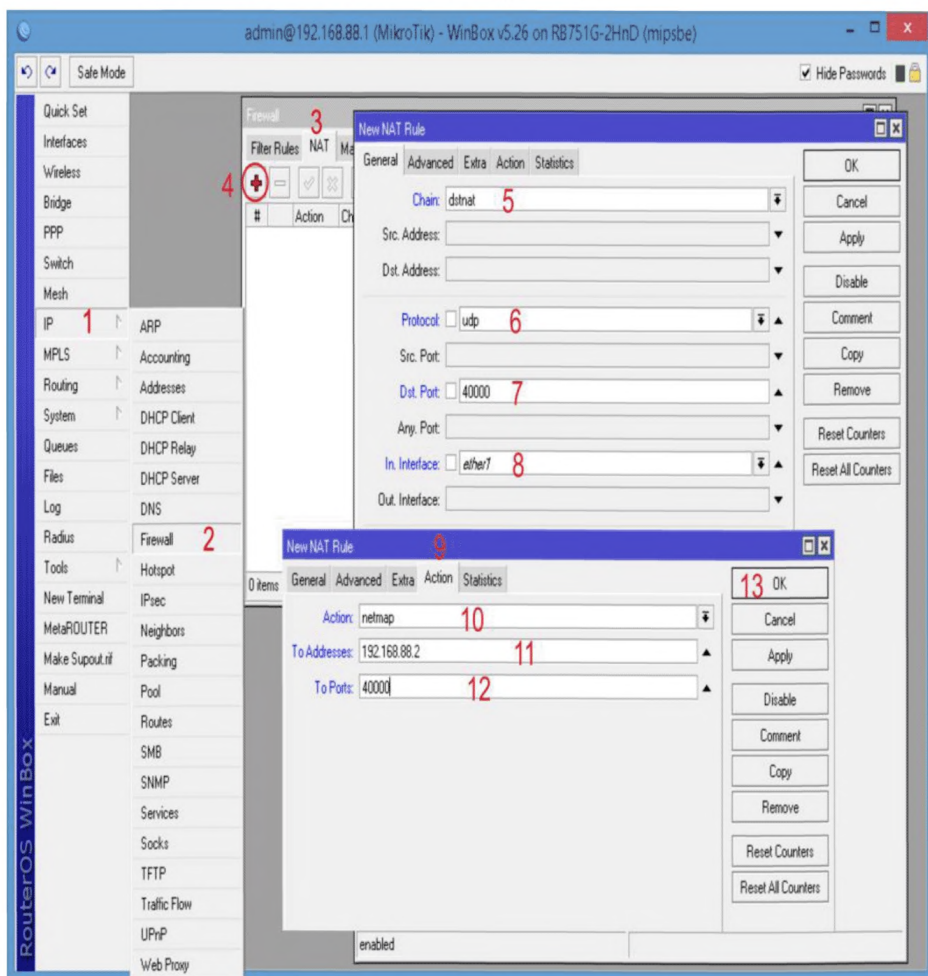 admin@192.168.88.1 (MikroTik) - WinBox v5.26 on RB751G-2HnD (mipsbe)
Safe Mode
Hide Passwords
Quick Set
Interfaces
Wireless
Bridge
PPP
Switch
Mesh
IP 1
MPLS
Routing
System
Queues
Files
Log
Radius
Tools
New Terminal
MetaROUTER
Make Supout.rif
Manual
Exit
RouterOS WinBox
ARP
Accounting
Addresses
DHCP Client
DHCP Relay
DHCP Server
DNS
Firewall 2
Hotspot
IPsec
Neighbors
Packing
Pool
Routes
SMB
SNMP
Services
Socks
TFTP
Traffic Flow
UPnP
Web Proxy
Firewall
3
Filter Rules NAT Ma
4
# Action Ch
0 items
New NAT Rule
General Advanced Extra Action Statistics
Chain: dstnat 5
Src. Address:
Dst. Address:
Protocol: udp 6
Src. Port:
Dst. Port: 40000 7
Any. Port:
In. Interface: ether1 8
Out. Interface:
OK
Cancel
Apply
Disable
Comment
Copy
Remove
Reset Counters
Reset All Counters
New NAT Rule
9
General Advanced Extra Action Statistics
Action: netmap 10
To Addresses: 192.168.88.2 11
To Ports: 40000 12
13 OK
Cancel
Apply
Disable
Comment
Copy
Remove
Reset Counters
Reset All Counters
enabled